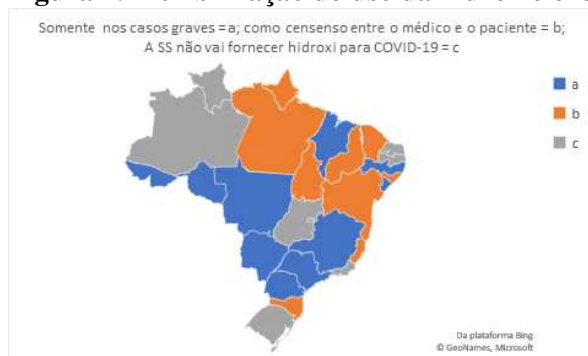 Somente nos casos graves =a; como censenso entre o médico e o paciente = b;
A SS não vai fornecer hidroxi para COVID-19 = c
a
b
c
Da plataforma Bing
© GeoNames, Microsoft